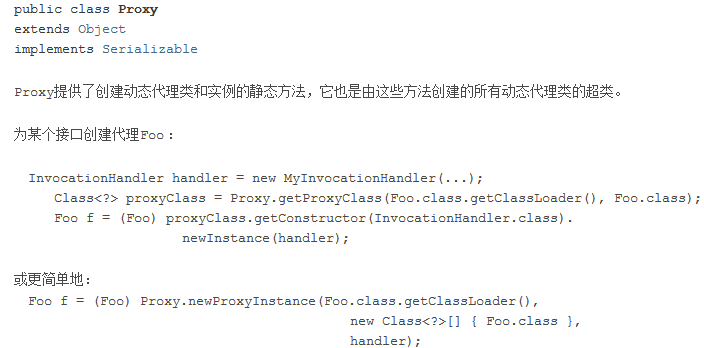 public class Proxy
extends Object
implements Serializable
Proxy提供了创建动态代理类和实例的静态方法，它也是由这些方法创建的所有动态代理类的超类。
为某个接口创建代理Foo：
InvocationHandler handler = new MyInvocationHandler(...);
Class<?> proxyClass = Proxy.getProxyClass(Foo.class.getClassLoader(), Foo.class);
Foo f = (Foo) proxyClass.getConstructor(InvocationHandler.class).
newInstance(handler);
或更简单地：
Foo f = (Foo) Proxy.newProxyInstance(Foo.class.getClassLoader(),
new Class<?>[] { Foo.class },
handler);